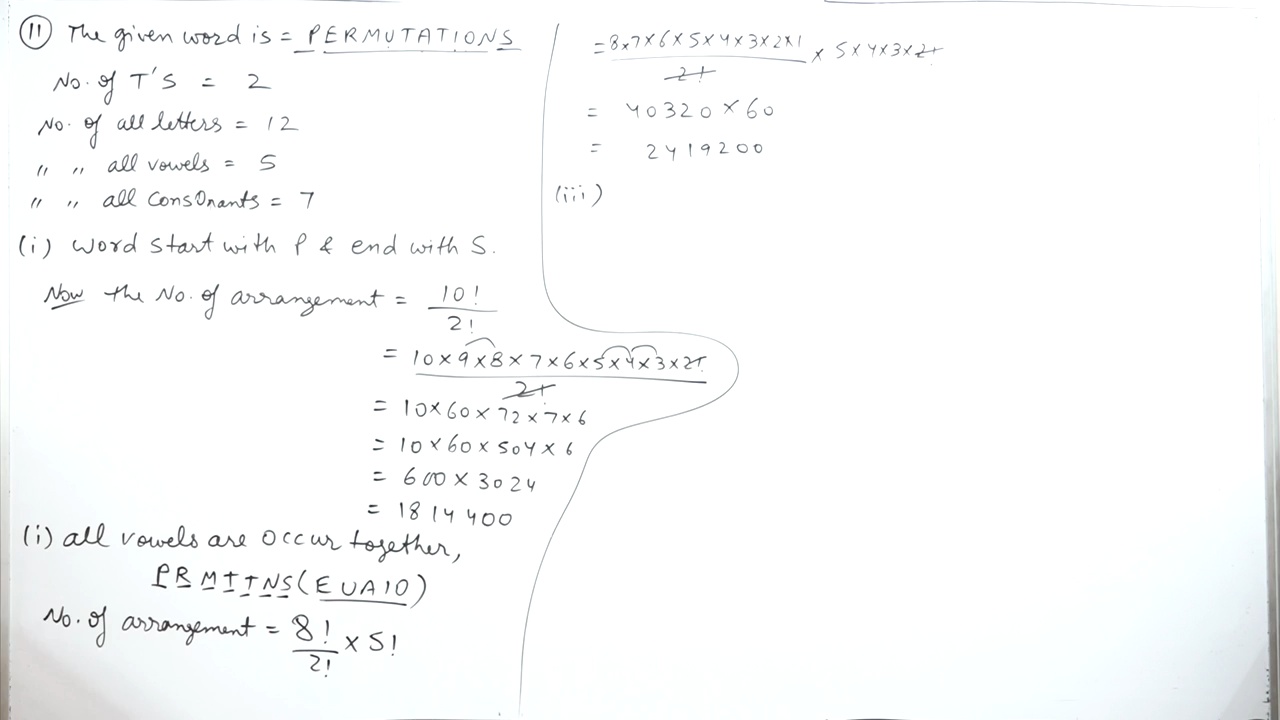 (11) The given word is = PERMUTATIONS
No. of T'S = 2
No. of all letters = 12
" " all vowels = 5
" " all consonants = 7
(i) word start with P & end with S.
Now the No. of arrangement = 10! / 2!
= 10×9×8×7×6×5×4×3×2! / 2!
= 10×60×72×7×6
= 10×60×504×6
= 600×3024
= 1814400
(i) all vowels are occur together,
PRMTTNS(EUAIO)
No. of arrangement = 8! / 2! × 5!
= 8×7×6×5×4×3×2×1 / 2! × 5×4×3×2!
= 40320×60
= 2419200
(iii)